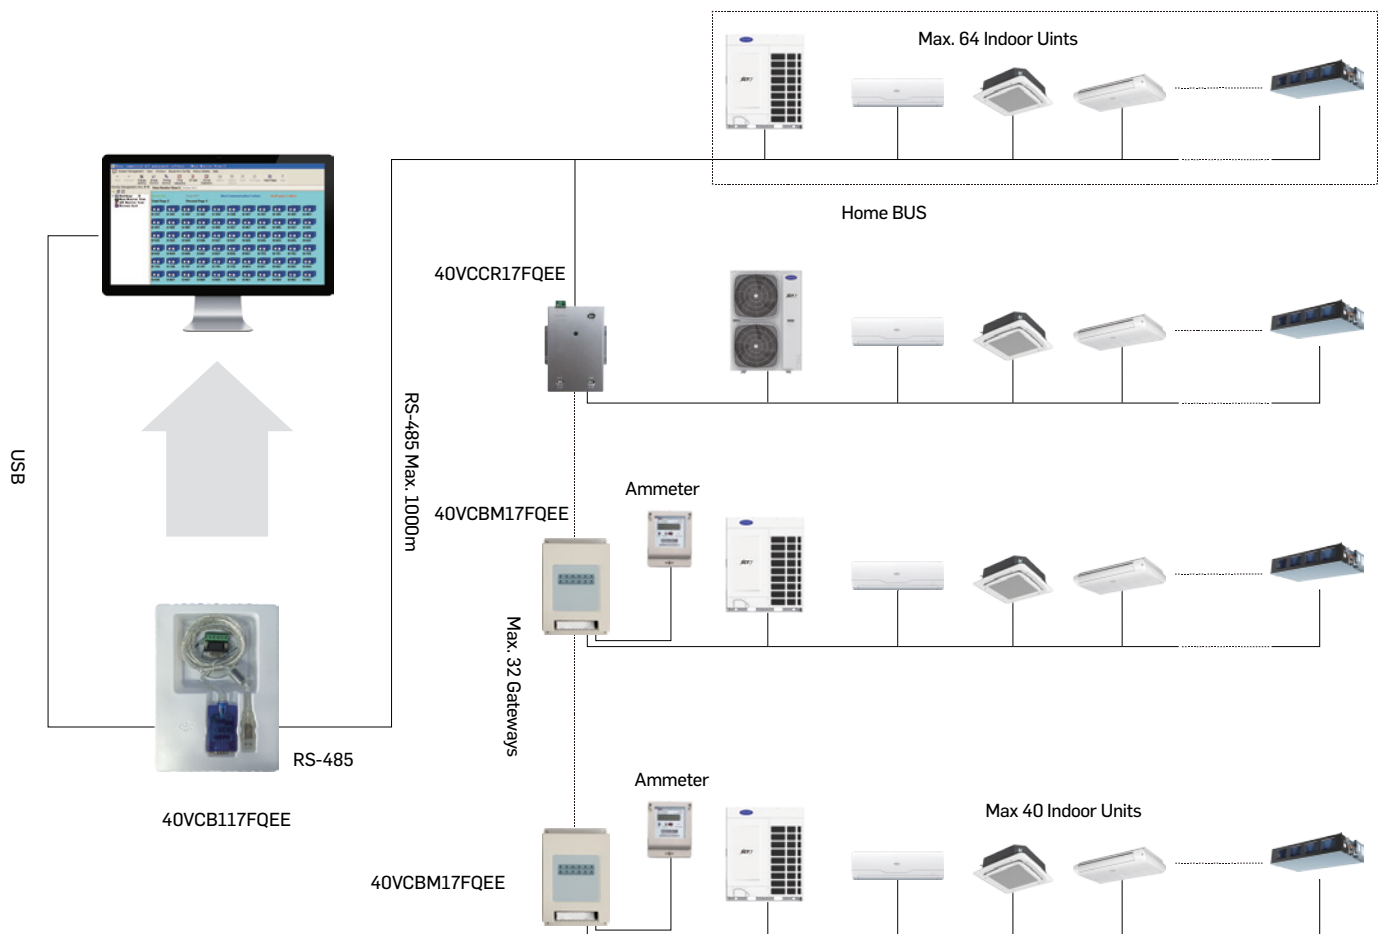 Max. 64 Indoor Uints
Home BUS
40VCCR17FQEE
USB
RS-485 Max. 1000m
Ammeter
40VCBM17FQEE
Max. 32 Gateways
RS-485
Ammeter
40VCB117FQEE
Max 40 Indoor Units
40VCBM17FQEE